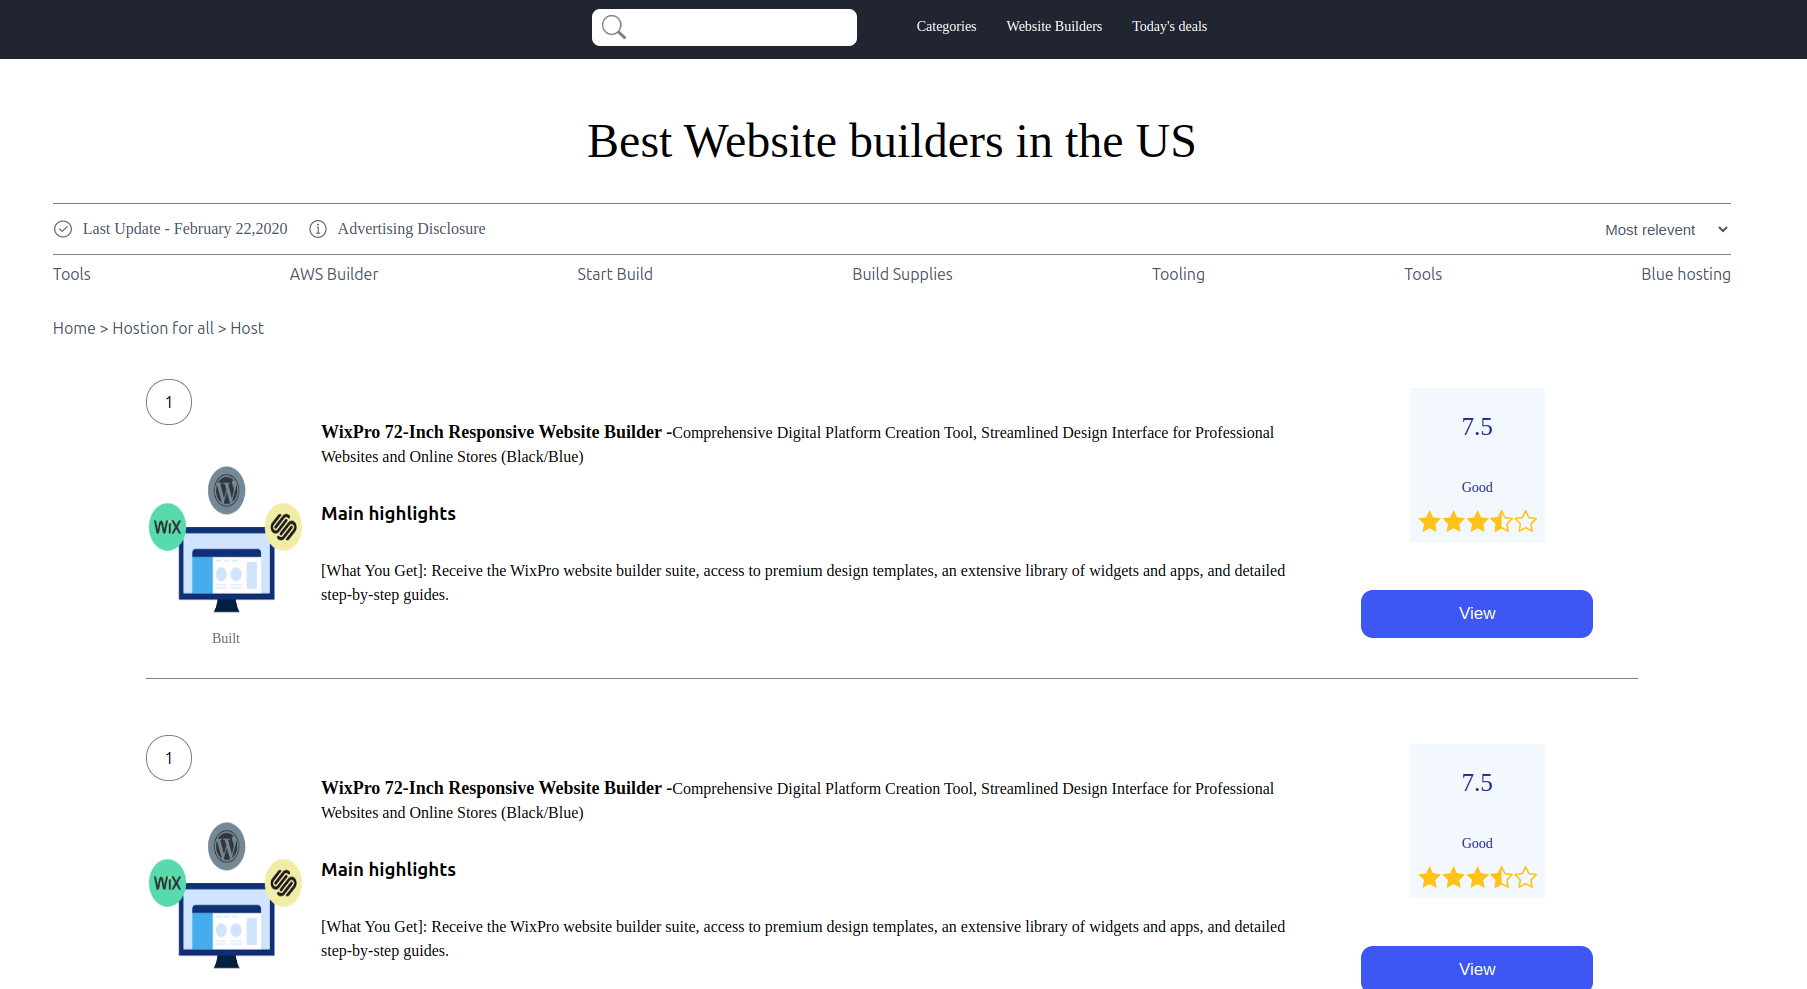 Categories Website Builders Today's deals
Best Website builders in the US
Last Update - February 22,2020 Advertising Disclosure Most relevent
Tools AWS Builder Start Build Build Supplies Tooling Tools Blue hosting
Home > Hostion for all > Host
1
WixPro 72-Inch Responsive Website Builder -Comprehensive Digital Platform Creation Tool, Streamlined Design Interface for Professional
Websites and Online Stores (Black/Blue)
Main highlights
[What You Get]: Receive the WixPro website builder suite, access to premium design templates, an extensive library of widgets and apps, and detailed
step-by-step guides.
W
WiX
Built
7.5
Good
View
1
WixPro 72-Inch Responsive Website Builder -Comprehensive Digital Platform Creation Tool, Streamlined Design Interface for Professional
Websites and Online Stores (Black/Blue)
Main highlights
[What You Get]: Receive the WixPro website builder suite, access to premium design templates, an extensive library of widgets and apps, and detailed
step-by-step guides.
W
WiX
7.5
Good
View